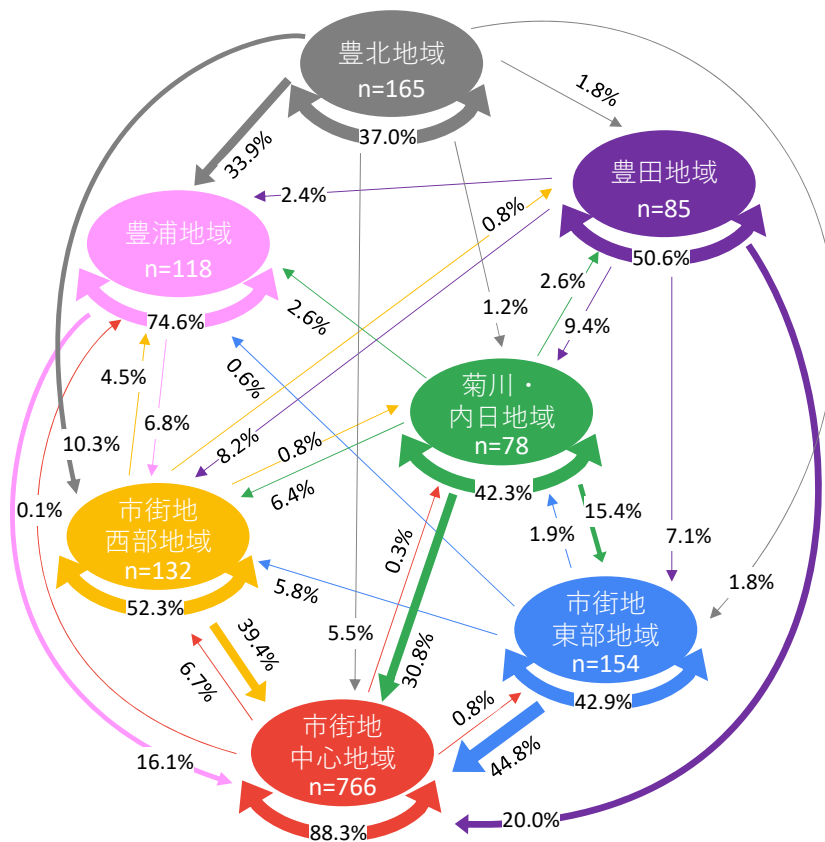 豊北地域
n=165
37.0%
1.8%
33.9%
豊田地域
n=85
50.6%
2.4%
0.8%
豊浦地域
n=118
74.6%
2.6%
1.2%
2.6%
9.4%
4.5%
6.8%
0.6%
菊川・
内日地域
n=78
42.3%
10.3%
8.2%
0.8%
6.4%
15.4%
0.1%
市街地
西部地域
n=132
52.3%
0.3%
1.9%
7.1%
1.8%
5.8%
市街地
東部地域
n=154
42.9%
39.4%
6.7%
5.5%
30.8%
市街地
中心地域
n=766
88.3%
0.8%
44.8%
16.1%
20.0%